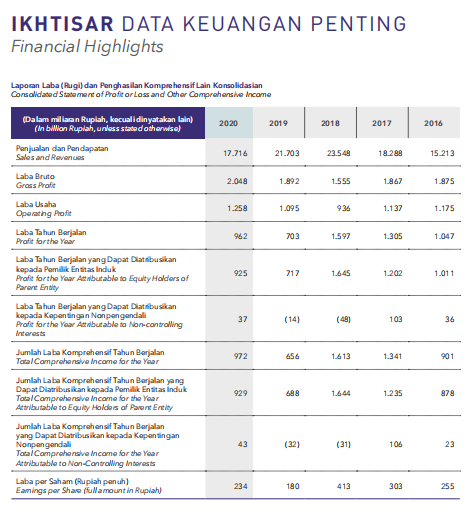 IKHTISAR DATA KEUANGAN PENTING
Financial Highlights
Laporan Laba (Rugi) dan Penghasilan Komprehensif Lain Konsolidasian
Consolidated Statement of Profit or Loss and Other Comprehensive Income
(Dalam miliaran Rupiah, kecuali dinyatakan lain)
(In billion Rupiah, unless stated otherwise)
2020 2019 2018 2017 2016
Penjualan dan Pendapatan
Sales and Revenues
17.716 21.703 23.548 18.288 15.213
Laba Bruto
Gross Profit
2.048 1.892 1.555 1.867 1.875
Laba Usaha
Operating Profit
1.258 1.095 936 1.137 1.175
Laba Tahun Berjalan
Profit for the Year
962 703 1.597 1.305 1.047
Laba Tahun Berjalan yang Dapat Diatribusikan
kepada Pemilik Entitas Induk
Profit for the Year Attributable to Equity Holders of
Parent Entity
925 717 1.645 1.202 1.011
Laba Tahun Berjalan yang Dapat Diatribusikan
kepada Kepentingan Nonpengendali
Profit for the Year Attributable to Non-controlling
Interests
37 (14) (48) 103 36
Jumlah Laba Komprehensif Tahun Berjalan
Total Comprehensive Income for the Year
972 656 1.613 1.341 901
Jumlah Laba Komprehensif Tahun Berjalan yang
Dapat Diatribusikan kepada Pemilik Entitas Induk
Total Comprehensive Income for the Year
Attributable to Equity Holders of Parent Entity
929 688 1.644 1.235 878
Jumlah Laba Komprehensif Tahun Berjalan
yang Dapat Diatribusikan kepada Kepentingan
Nonpengendali
Total Comprehensive Income for the Year
Attributable to Non-Controlling Interests
43 (32) (31) 106 23
Laba per Saham (Rupiah penuh)
Earnings per Share (full amount in Rupiah)
234 180 413 303 255